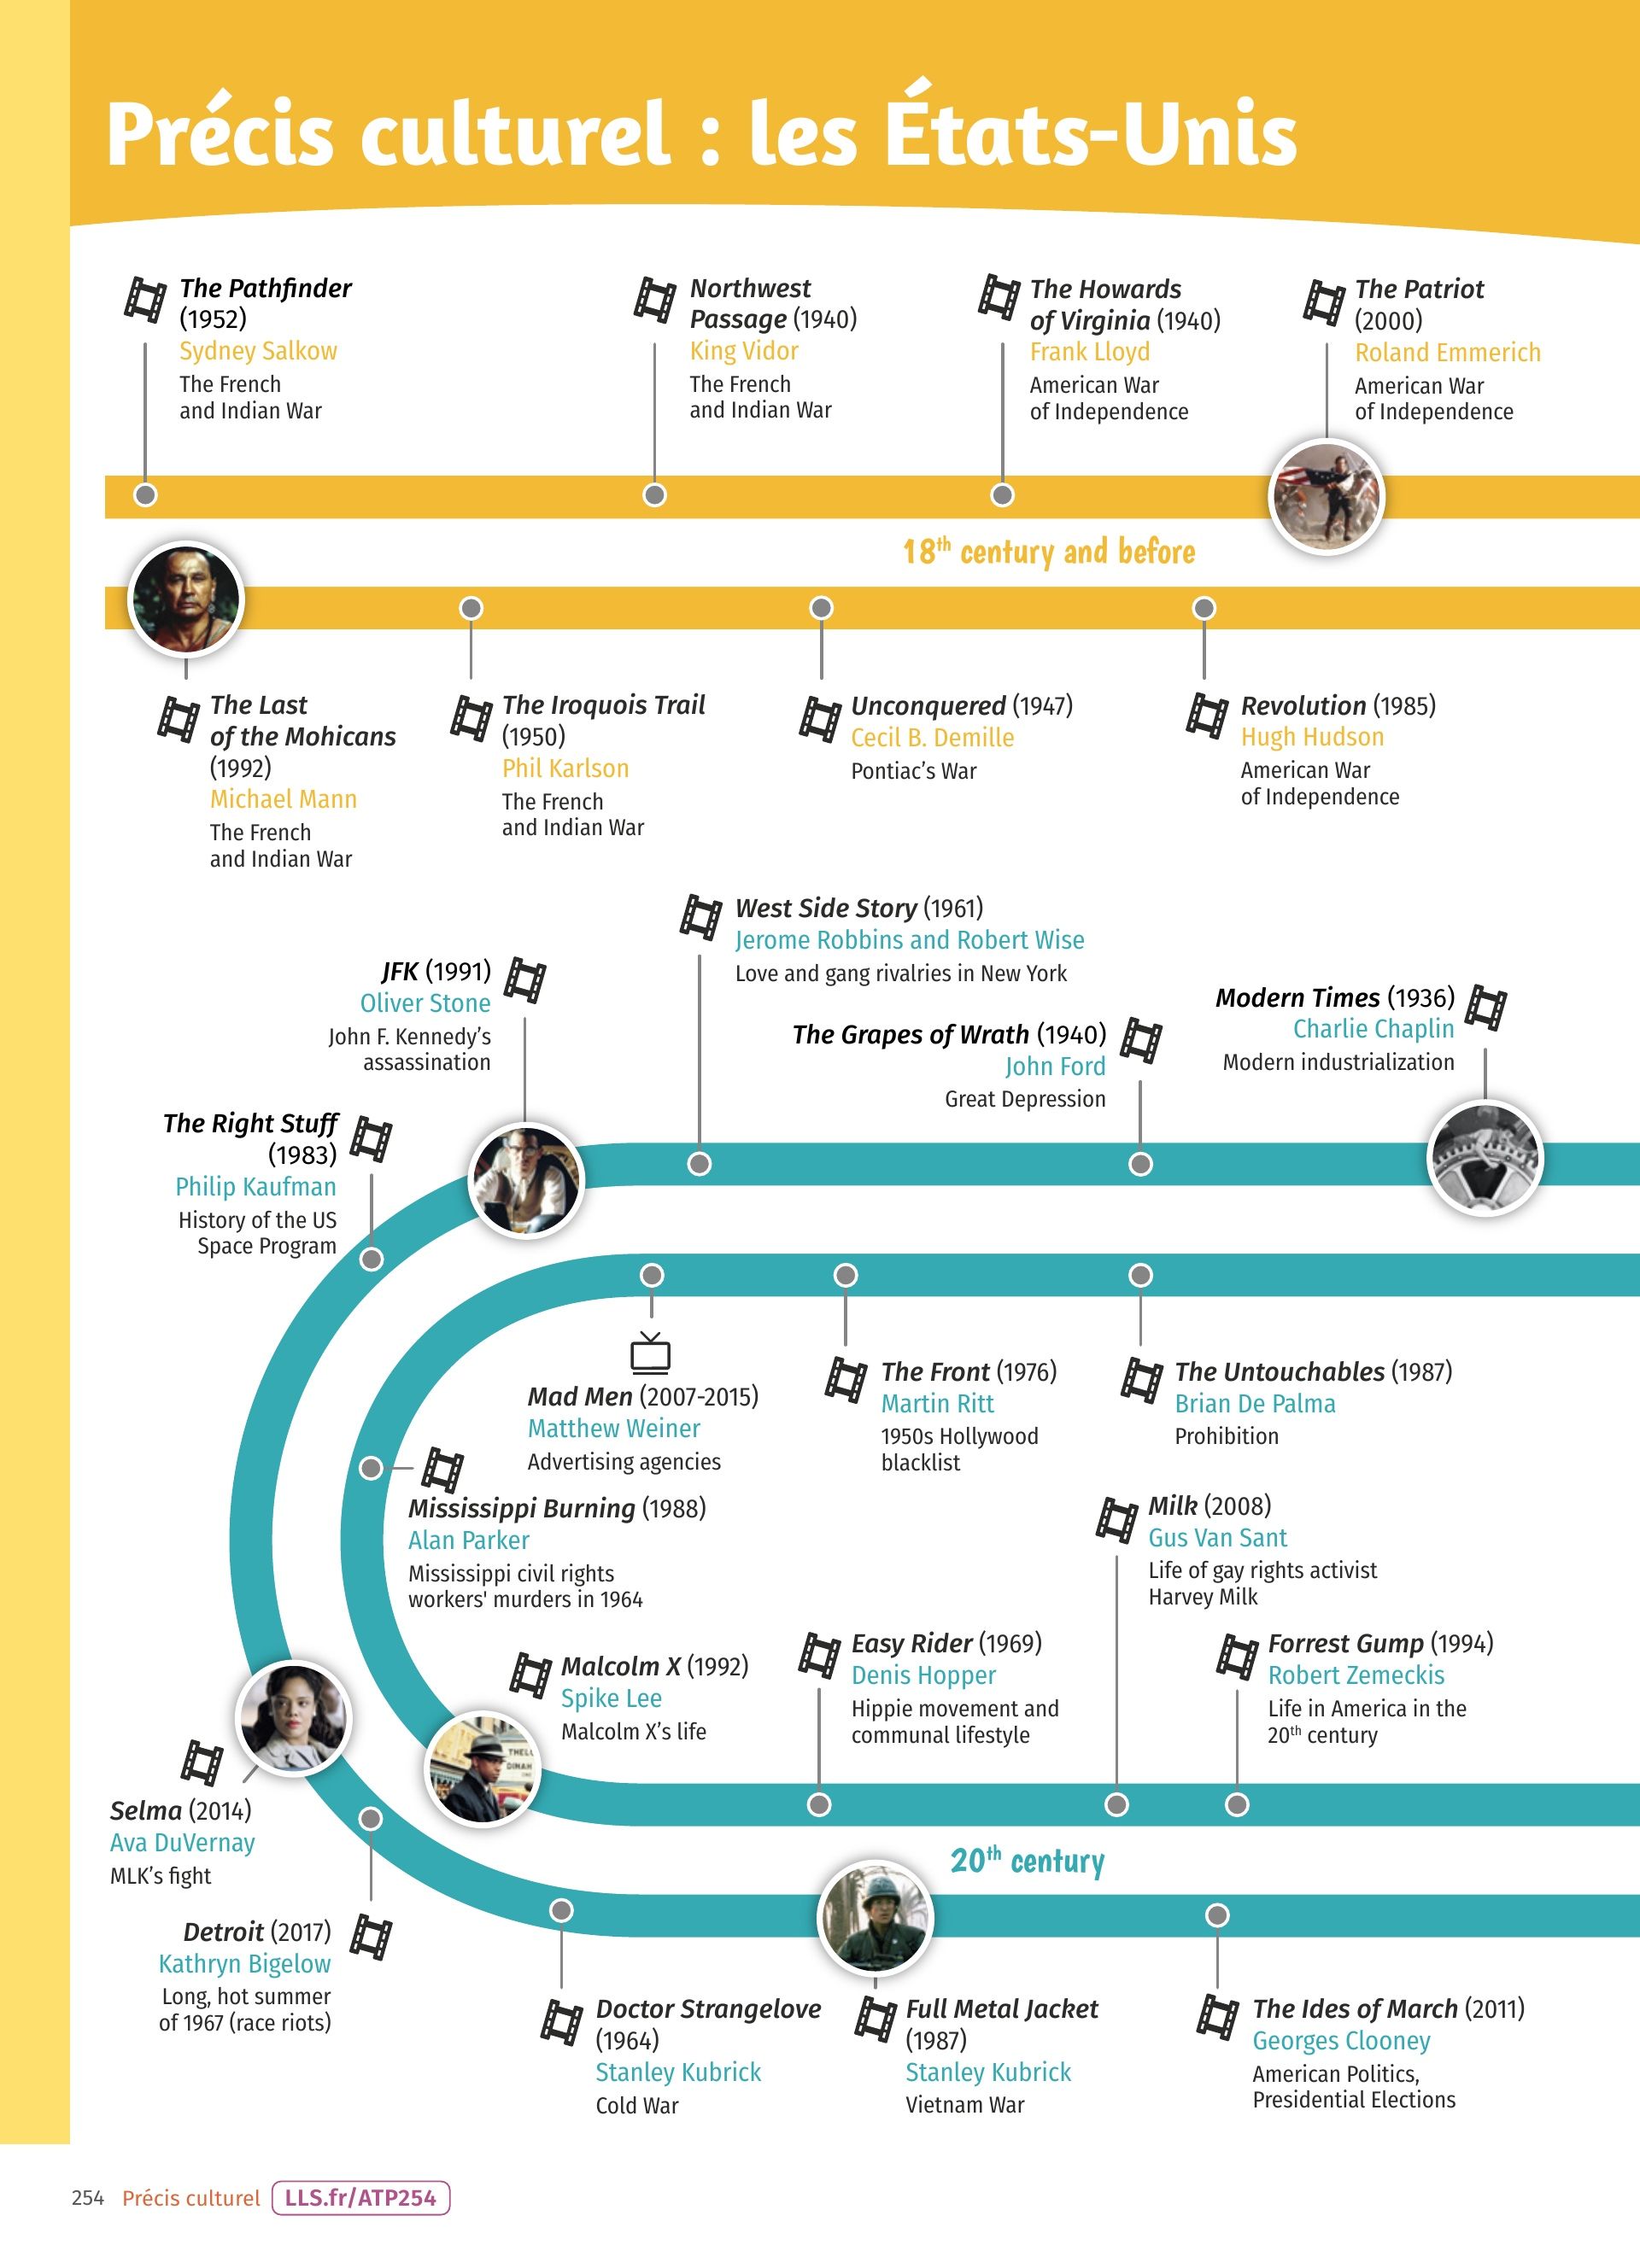 Précis culturel : les États-Unis
The Pathfinder
(1952)
Sydney Salkow
The French
and Indian War
Northwest
Passage (1940)
King Vidor
The French
and Indian War
The Howards
of Virginia (1940)
Frank Lloyd
American War
of Independence
The Patriot
(2000)
Roland Emmerich
American War
of Independence
18th century and before
The Last
of the Mohicans
(1992)
Michael Mann
The French
and Indian War
The Iroquois Trail
(1950)
Phil Karlson
The French
and Indian War
Unconquered (1947)
Cecil B. Demille
Pontiac’s War
Revolution (1985)
Hugh Hudson
American War
of Independence
West Side Story (1961)
Jerome Robbins and Robert Wise
Love and gang rivalries in New York
JFK (1991)
Oliver Stone
John F. Kennedy’s
assassination
Modern Times (1936)
Charlie Chaplin
Modern industrialization
The Grapes of Wrath (1940)
John Ford
Great Depression
The Right Stuff
(1983)
Philip Kaufman
History of the US
Space Program
Mad Men (2007-2015)
Matthew Weiner
Advertising agencies
The Front (1976)
Martin Ritt
1950s Hollywood
blacklist
The Untouchables (1987)
Brian De Palma
Prohibition
Mississippi Burning (1988)
Alan Parker
Mississippi civil rights
workers' murders in 1964
Milk (2008)
Gus Van Sant
Life of gay rights activist
Harvey Milk
Malcolm X (1992)
Spike Lee
Malcolm X’s life
Easy Rider (1969)
Denis Hopper
Hippie movement and
communal lifestyle
Forrest Gump (1994)
Robert Zemeckis
Life in America in the
20th century
THELL
DINAH
Selma (2014)
Ava DuVernay
MLK’s fight
20th century
Detroit (2017)
Kathryn Bigelow
Long, hot summer
of 1967 (race riots)
Doctor Strangelove
(1964)
Stanley Kubrick
Cold War
Full Metal Jacket
(1987)
Stanley Kubrick
Vietnam War
The Ides of March (2011)
Georges Clooney
American Politics,
Presidential Elections
254 Précis culturel LLS.fr/ATP254